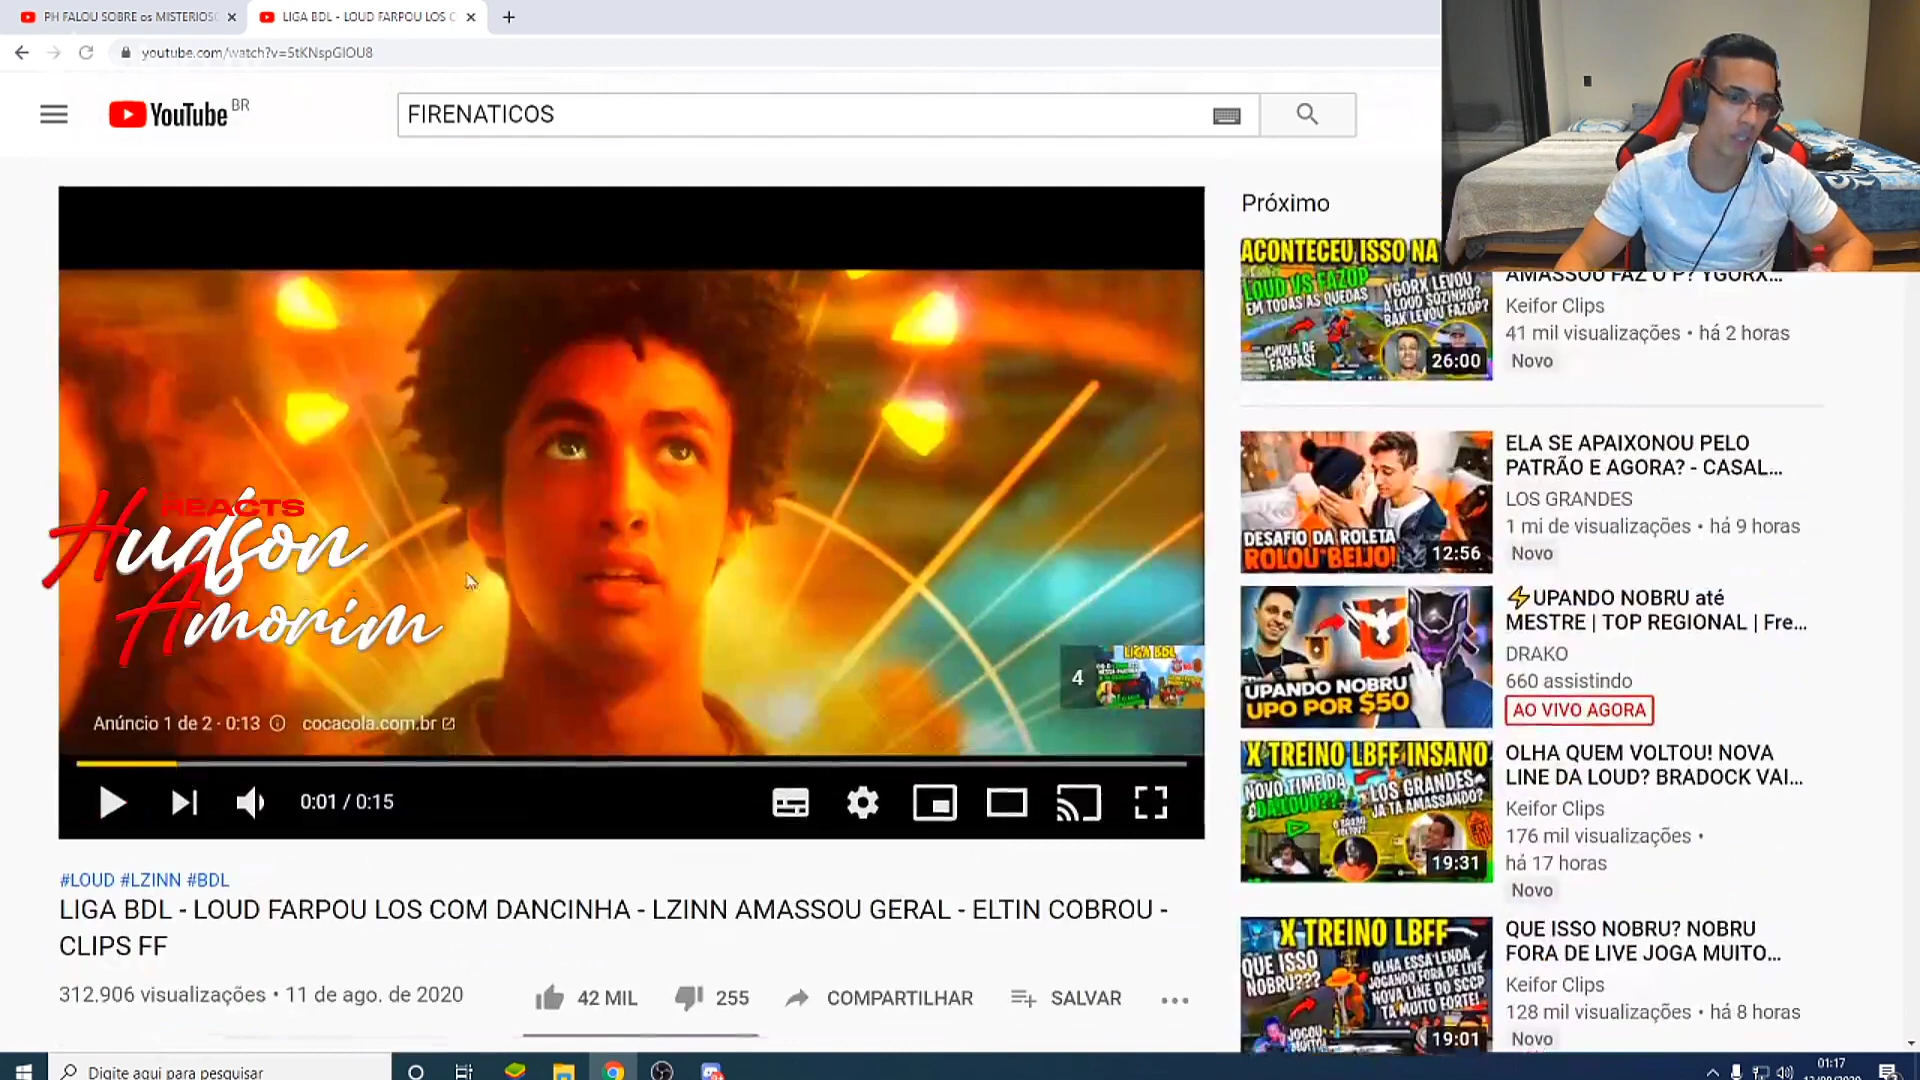 PH FALOU SOBRE os MISTERIOSO
LIGA BDL - LOUD FARPOU LOS C
youtube.com/watch?v=5tKNspGlOU8
YouTube BR
FIRENATICOS
Próximo
ACONTECEU ISSO NA
LOUD VS FAZOP
EM TODAS AS QUEDAS
YGORX LEVOU
A LOUD SOZINHO?
BAK LEVOU FAZOP?
CHUVA DE
FARPAS!
26:00
AMASSOU FAZ O P? YGORX...
Keifor Clips
41 mil visualizações • há 2 horas
Novo
DESAFIO DA ROLETA
ROLOU BEIJO!
12:56
ELA SE APAIXONOU PELO
PATRÃO E AGORA? - CASAL...
LOS GRANDES
1 mi de visualizações • há 9 horas
Novo
UPANDO NOBRU
UPO POR $50
⚡UPANDO NOBRU até
MESTRE | TOP REGIONAL | Fre...
DRAKO
660 assistindo
AO VIVO AGORA
X TREINO LBFF INSANO
NOVO TIME DA
DA LOUD??
LOS GRANDES
JA TA AMASSANDO?
19:31
OLHA QUEM VOLTOU! NOVA
LINE DA LOUD? BRADOCK VAI...
Keifor Clips
176 mil visualizações •
há 17 horas
Novo
X-TREINO LBFF
QUE ISSO
NOBRU???
OLHA ESSA LENDA
JOGANDO FORA DE LIVE
NOVA LINE DO SCCP
TA MUITO FORTE!
JOGOU
MUITO!
19:01
QUE ISSO NOBRU? NOBRU
FORA DE LIVE JOGA MUITO...
Keifor Clips
128 mil visualizações • há 8 horas
Novo
REACTS
Hudson
Amorim
LIGA BDL
4
Anúncio 1 de 2 · 0:13
cocacola.com.br
0:01 / 0:15
#LOUD #LZINN #BDL
LIGA BDL - LOUD FARPOU LOS COM DANCINHA - LZINN AMASSOU GERAL - ELTIN COBROU -
CLIPS FF
312.906 visualizações • 11 de ago. de 2020
42 MIL
255
COMPARTILHAR
SALVAR
Digite aqui para pesquisar
01:17